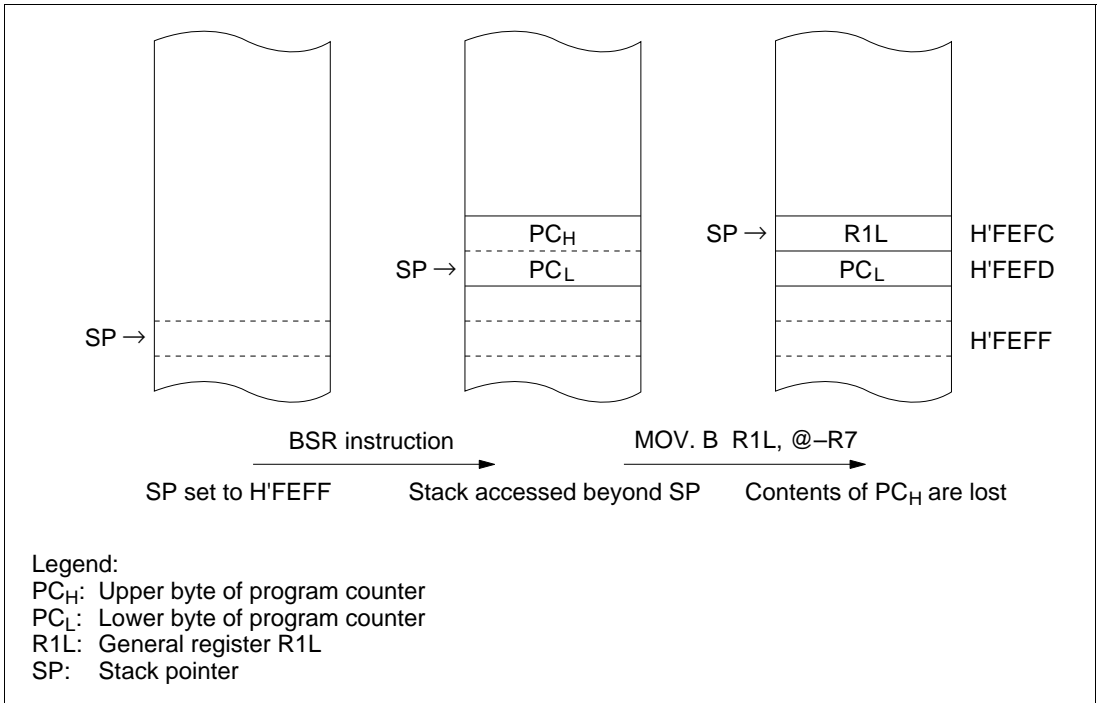 PCH
SP → R1L H'FEFC
SP → PCL PCL H'FEFD
SP → H'FEFF
BSR instruction MOV. B R1L, @–R7
SP set to H'FEFF Stack accessed beyond SP Contents of PCH are lost
Legend:
PCH: Upper byte of program counter
PCL: Lower byte of program counter
R1L: General register R1L
SP: Stack pointer